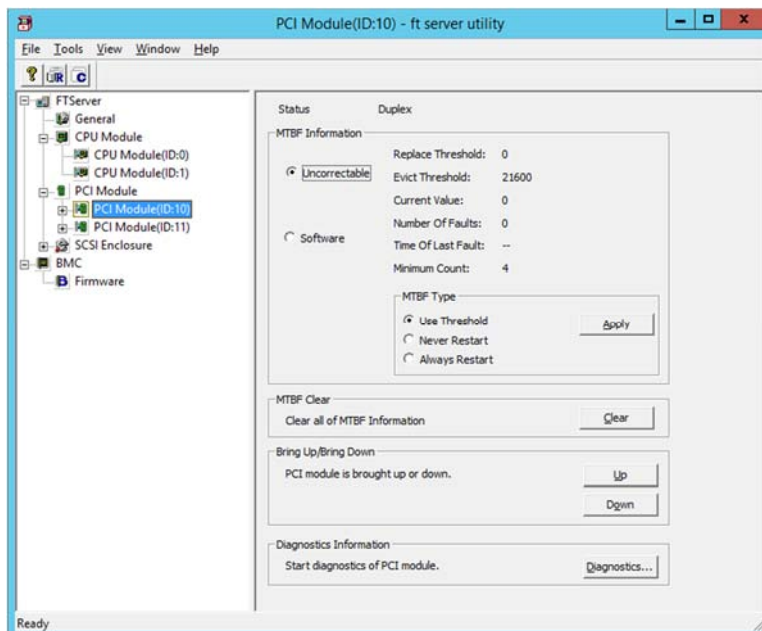 PCI Module(ID:10) - ft server utility
File Tools View Window Help
FTServer
General
CPU Module
CPU Module(ID:0)
CPU Module(ID:1)
PCI Module
PCI Module(ID:10)
PCI Module(ID:11)
SCSI Enclosure
BMC
Firmware
Status Duplex
MTBF Information
Uncorrectable
Software
Replace Threshold: 0
Evict Threshold: 21600
Current Value: 0
Number Of Faults: 0
Time Of Last Fault: --
Minimum Count: 4
MTBF Type
Use Threshold
Never Restart
Always Restart
Apply
MTBF Clear
Clear all of MTBF Information
Clear
Bring Up/Bring Down
PCI module is brought up or down.
Up
Down
Diagnostics Information
Start diagnostics of PCI module.
Diagnostics...
Ready